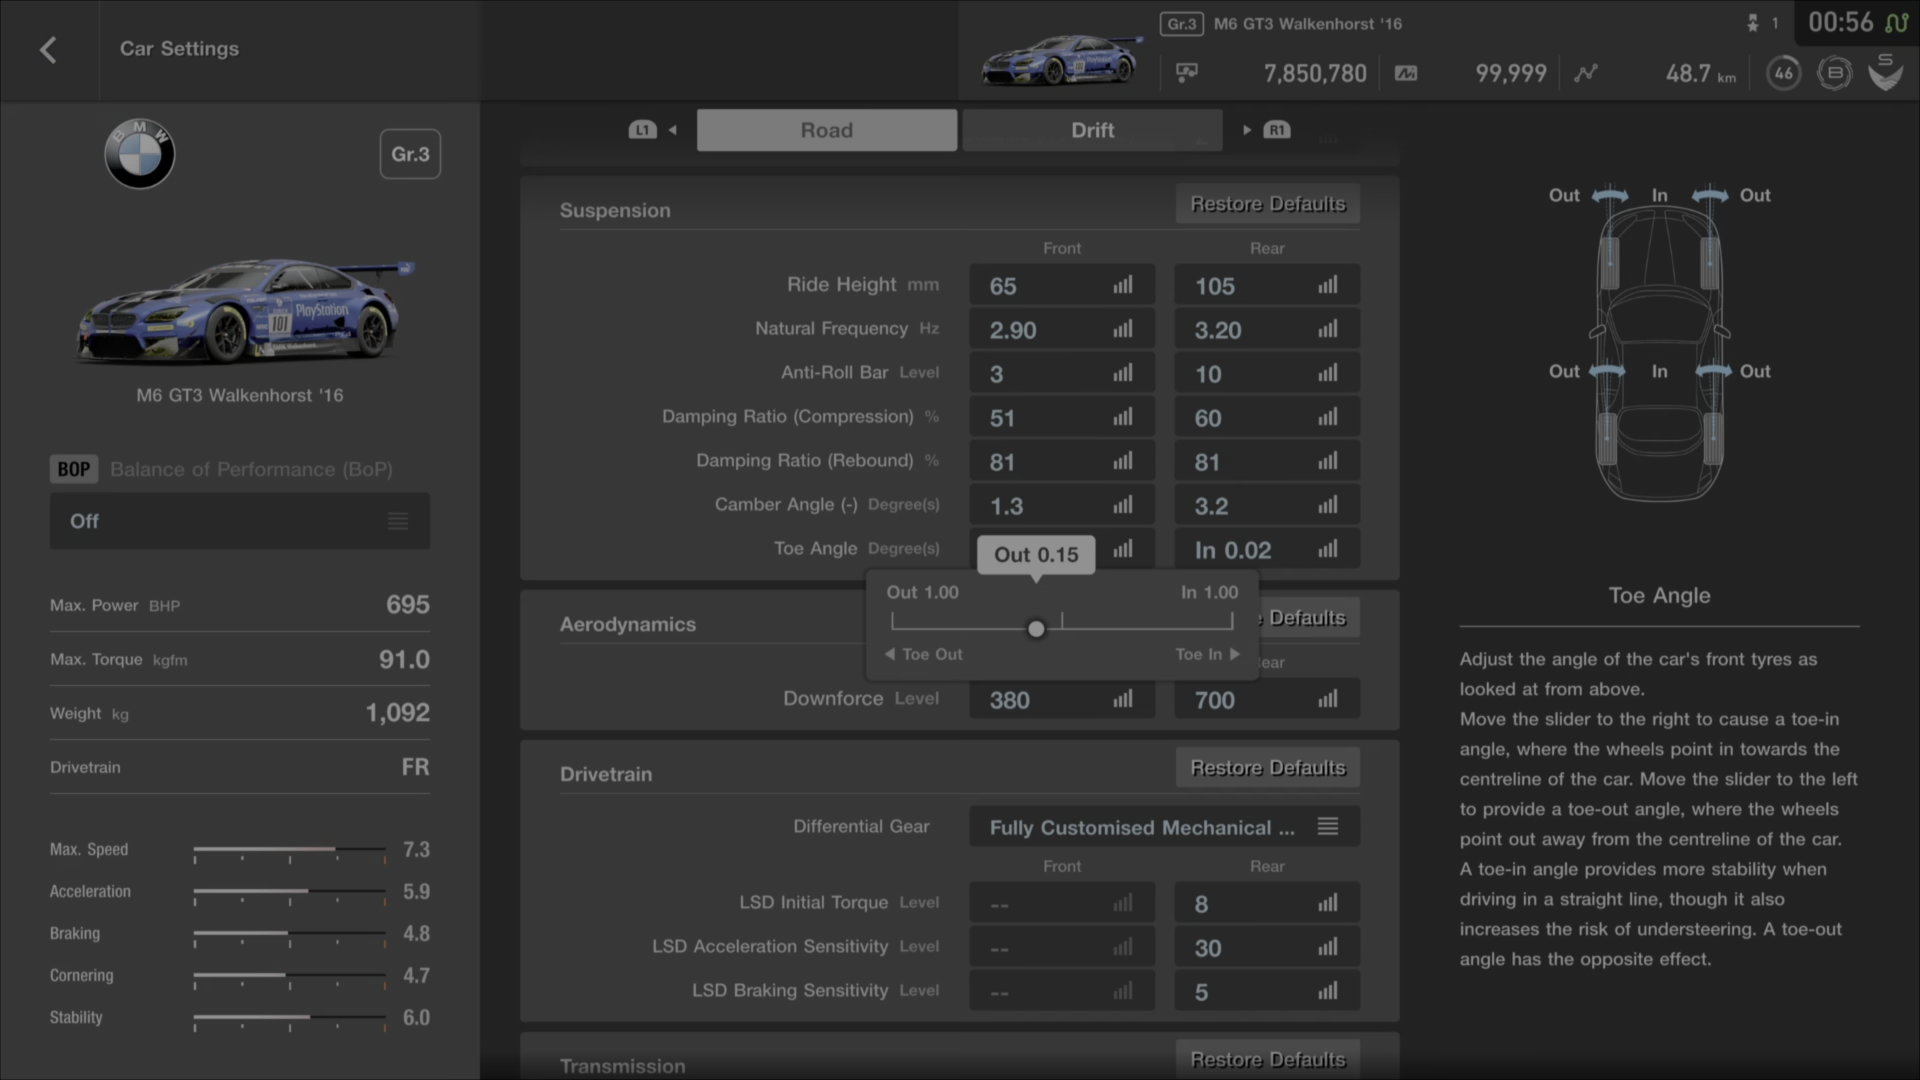 Car Settings
Gr.3 M6 GT3 Walkenhorst '16
1
00:56
7,850,780
99,999
48.7 km
46
B
S
BMW
Gr.3
PlayStation
101
M6 GT3 Walkenhorst '16
BOP Balance of Performance (BoP)
Off
Max. Power BHP 695
Max. Torque kgfm 91.0
Weight kg 1,092
Drivetrain FR
Max. Speed 7.3
Acceleration 5.9
Braking 4.8
Cornering 4.7
Stability 6.0
L1 Road Drift R1
Suspension Restore Defaults
Front Rear
Ride Height mm 65 105
Natural Frequency Hz 2.90 3.20
Anti-Roll Bar Level 3 10
Damping Ratio (Compression) % 51 60
Damping Ratio (Rebound) % 81 81
Camber Angle (-) Degree(s) 1.3 3.2
Toe Angle Degree(s) Out 0.15 In 0.02
Out 1.00 In 1.00
Toe Out Toe In
Aerodynamics e Defaults
ear
Downforce Level 380 700
Drivetrain Restore Defaults
Differential Gear Fully Customised Mechanical ...
Front Rear
LSD Initial Torque Level -- 8
LSD Acceleration Sensitivity Level -- 30
LSD Braking Sensitivity Level -- 5
Transmission Restore Defaults
Out In Out
Out In Out
Toe Angle
Adjust the angle of the car's front tyres as
looked at from above.
Move the slider to the right to cause a toe-in
angle, where the wheels point in towards the
centreline of the car. Move the slider to the left
to provide a toe-out angle, where the wheels
point out away from the centreline of the car.
A toe-in angle provides more stability when
driving in a straight line, though it also
increases the risk of understeering. A toe-out
angle has the opposite effect.